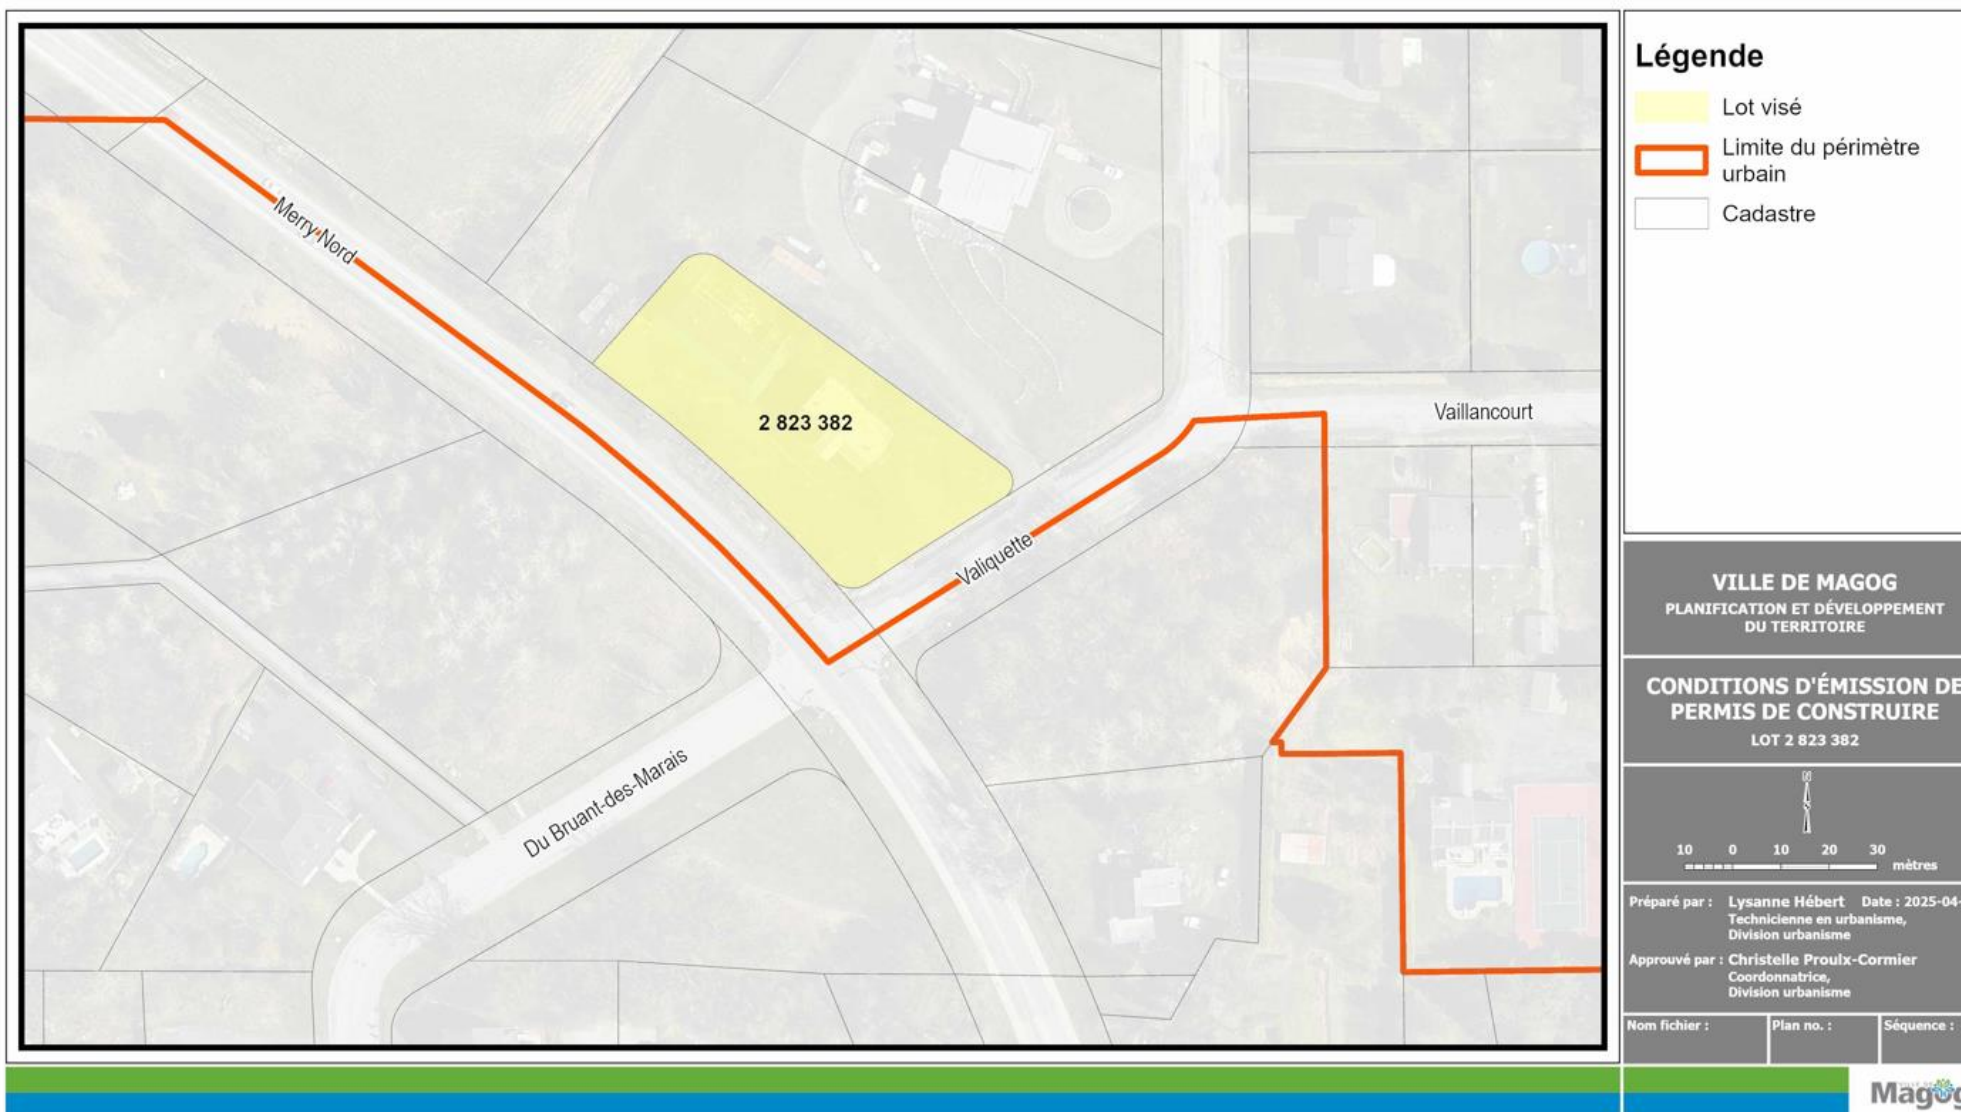 Merry-Nord
2 823 382
Vaillancourt
Valiquette
Du Bruant-des-Marais
Légende
Lot visé
Limite du périmètre
urbain
Cadastre
VILLE DE MAGOG
PLANIFICATION ET DÉVELOPPEMENT
DU TERRITOIRE
CONDITIONS D'ÉMISSION DE
PERMIS DE CONSTRUIRE
LOT 2 823 382
N
10 0 10 20 30
mètres
Préparé par : Lysanne Hébert Date : 2025-04-
Technicienne en urbanisme,
Division urbanisme
Approuvé par : Christelle Proulx-Cormier
Coordonnatrice,
Division urbanisme
Nom fichier : Plan no. : Séquence :
VILLE DE
Magog